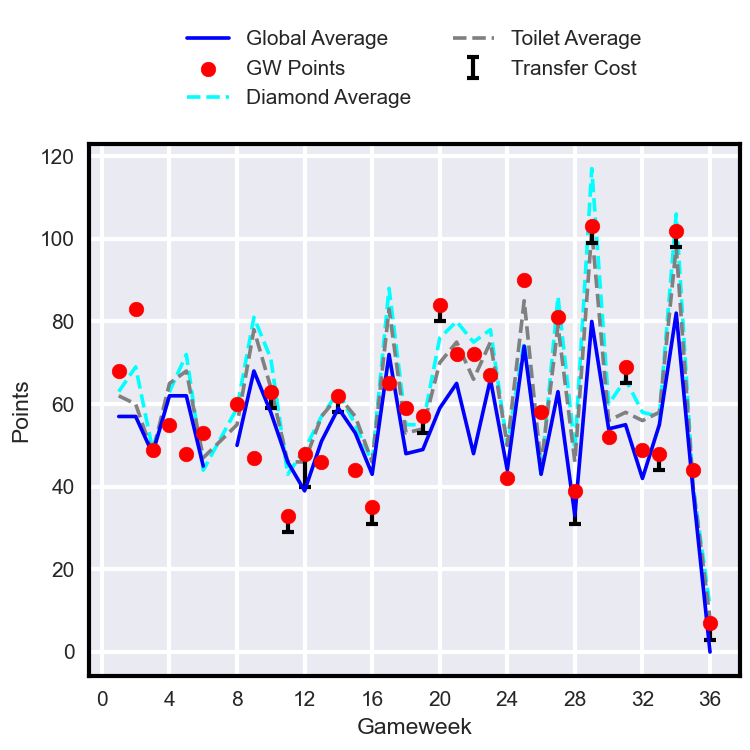 Global Average
GW Points
Diamond Average
Toilet Average
Transfer Cost
120
100
80
60
40
20
0
Points
0 4 8 12 16 20 24 28 32 36
Gameweek